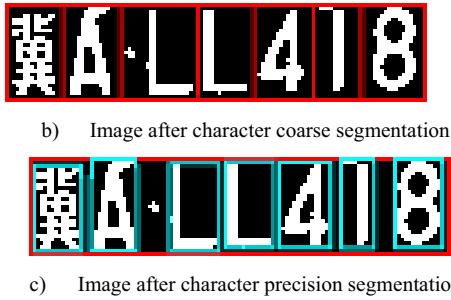 冀A·LL418
b) Image after character coarse segmentation
冀A·LL418
c) Image after character precision segmentatio